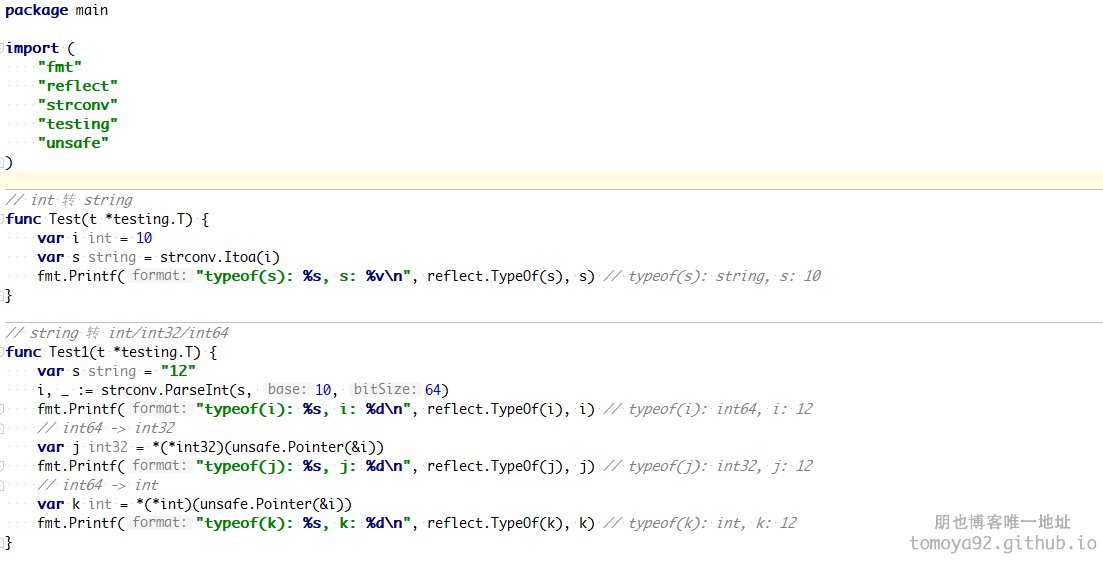 package main
import (
"fmt"
"reflect"
"strconv"
"testing"
"unsafe"
)
// int 转 string
func Test(t *testing.T) {
var i int = 10
var s string = strconv.Itoa(i)
fmt.Printf( format: "typeof(s): %s, s: %v\n", reflect.TypeOf(s), s) // typeof(s): string, s: 10
}
// string 转 int/int32/int64
func Test1(t *testing.T) {
var s string = "12"
i, _ := strconv.ParseInt(s, base: 10, bitSize: 64)
fmt.Printf( format: "typeof(i): %s, i: %d\n", reflect.TypeOf(i), i) // typeof(i): int64, i: 12
// int64 -> int32
var j int32 = *(*int32)(unsafe.Pointer(&i))
fmt.Printf( format: "typeof(j): %s, j: %d\n", reflect.TypeOf(j), j) // typeof(j): int32, j: 12
// int64 -> int
var k int = *(*int)(unsafe.Pointer(&i))
fmt.Printf( format: "typeof(k): %s, k: %d\n", reflect.TypeOf(k), k) // typeof(k): int, k: 12
}
朋也博客唯一地址
tomoya92.github.io